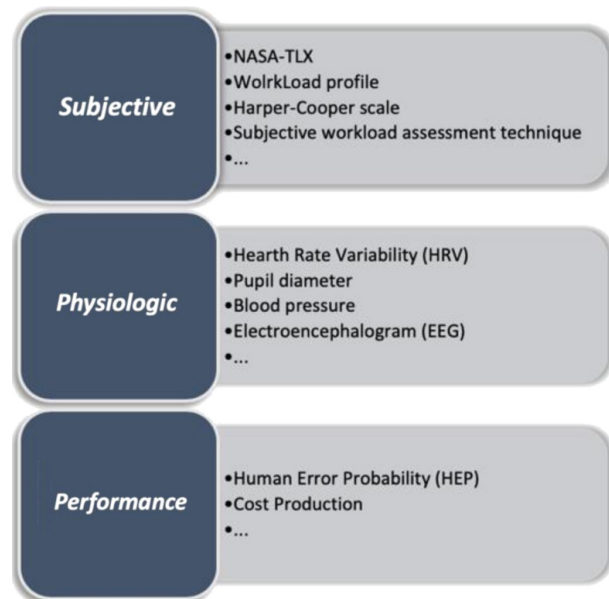 Subjective
•NASA-TLX
•WolrkLoad profile
•Harper-Cooper scale
•Subjective workload assessment technique
•...
Physiologic
•Hearth Rate Variability (HRV)
•Pupil diameter
•Blood pressure
•Electroencephalogram (EEG)
•...
Performance
•Human Error Probability (HEP)
•Cost Production
•...